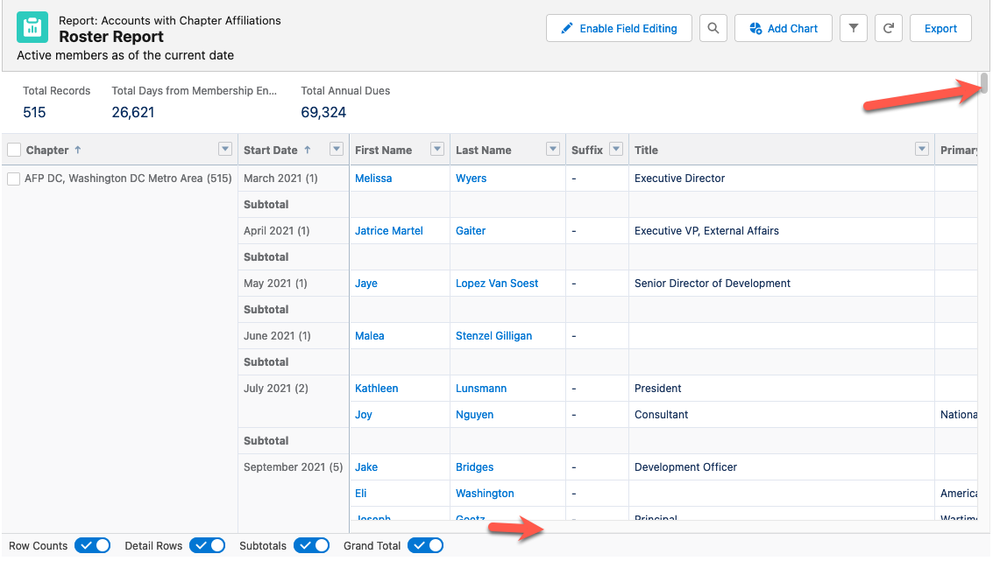 Report: Accounts with Chapter Affiliations
Roster Report
Active members as of the current date
Enable Field Editing
Add Chart
Export
Total Records Total Days from Membership En... Total Annual Dues
515 26,621 69,324
Chapter ↑ Start Date ↑ First Name Last Name Suffix Title Primary
AFP DC, Washington DC Metro Area (515) March 2021 (1) Melissa Wyers - Executive Director
Subtotal
April 2021 (1) Jatrice Martel Gaiter - Executive VP, External Affairs
Subtotal
May 2021 (1) Jaye Lopez Van Soest - Senior Director of Development
Subtotal
June 2021 (1) Malea Stenzel Gilligan -
Subtotal
July 2021 (2) Kathleen Lunsmann - President
Joy Nguyen - Consultant Nationa
Subtotal
September 2021 (5) Jake Bridges - Development Officer
Eli Washington - America
Joseph Goetz - Principal Wartim
Row Counts Detail Rows Subtotals Grand Total